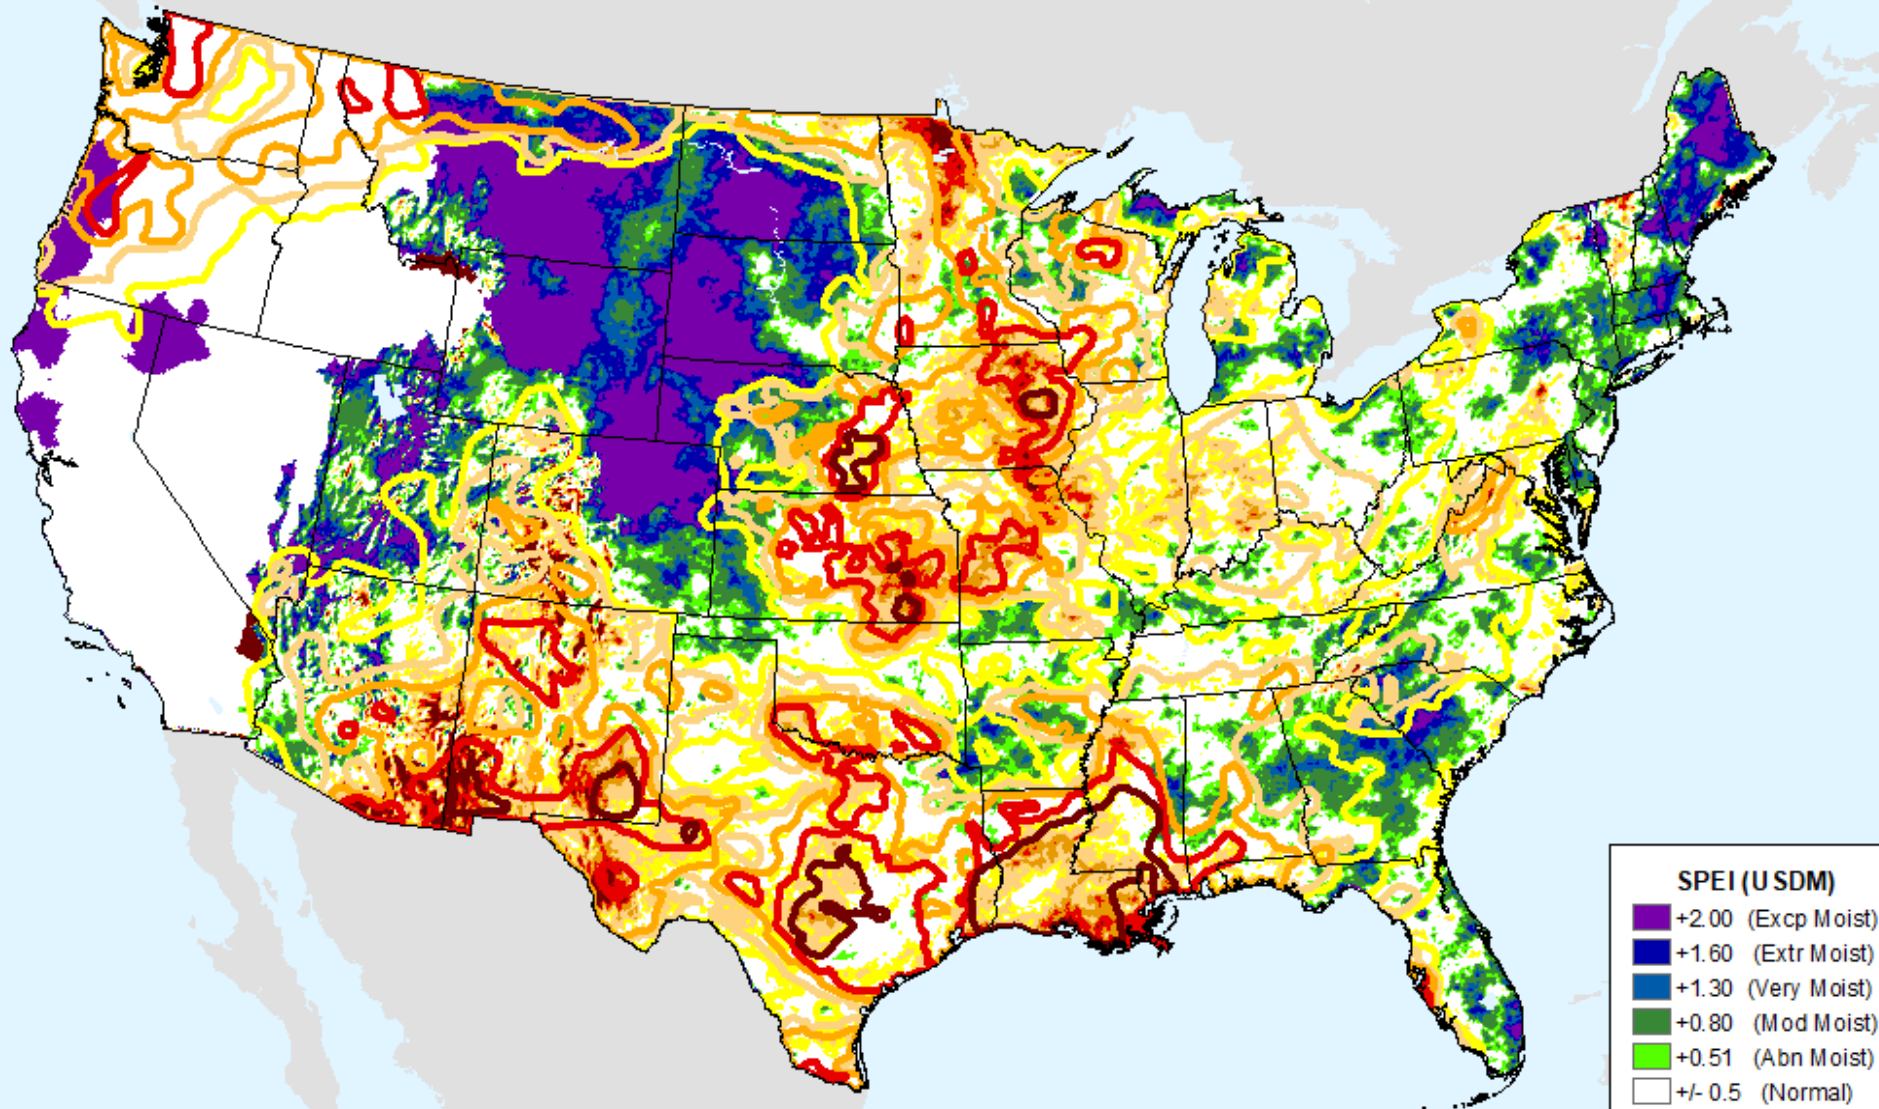 SPEI (USDM)
+2.00 (Excp Moist)
+1.60 (Extr Moist)
+1.30 (Very Moist)
+0.80 (Mod Moist)
+0.51 (Abn Moist)
+/- 0.5 (Normal)